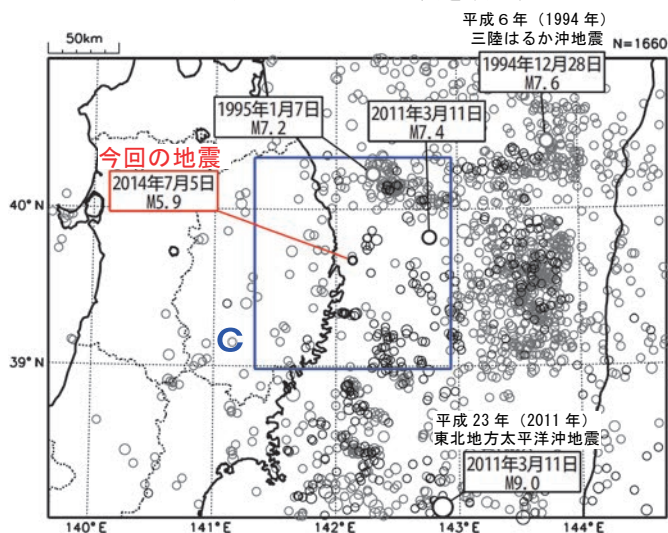 平成６年（1994 年）
三陸はるか沖地震
50km
N=1660
1994年12月28日
M7.6
1995年1月7日
M7.2
2011年3月11日
M7.4
今回の地震
2014年7月5日
M5.9
40°N
C
39°N
平成 23 年（2011 年）
東北地方太平洋沖地震
2011年3月11日
M9.0
140°E
141°E
142°E
143°E
144°E